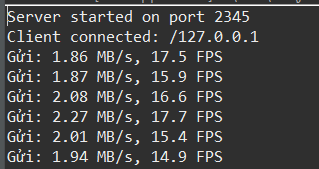 Server started on port 2345
Client connected: /127.0.0.1
Gửi: 1.86 MB/s, 17.5 FPS
Gửi: 1.87 MB/s, 15.9 FPS
Gửi: 2.08 MB/s, 16.6 FPS
Gửi: 2.27 MB/s, 17.7 FPS
Gửi: 2.01 MB/s, 15.4 FPS
Gửi: 1.94 MB/s, 14.9 FPS